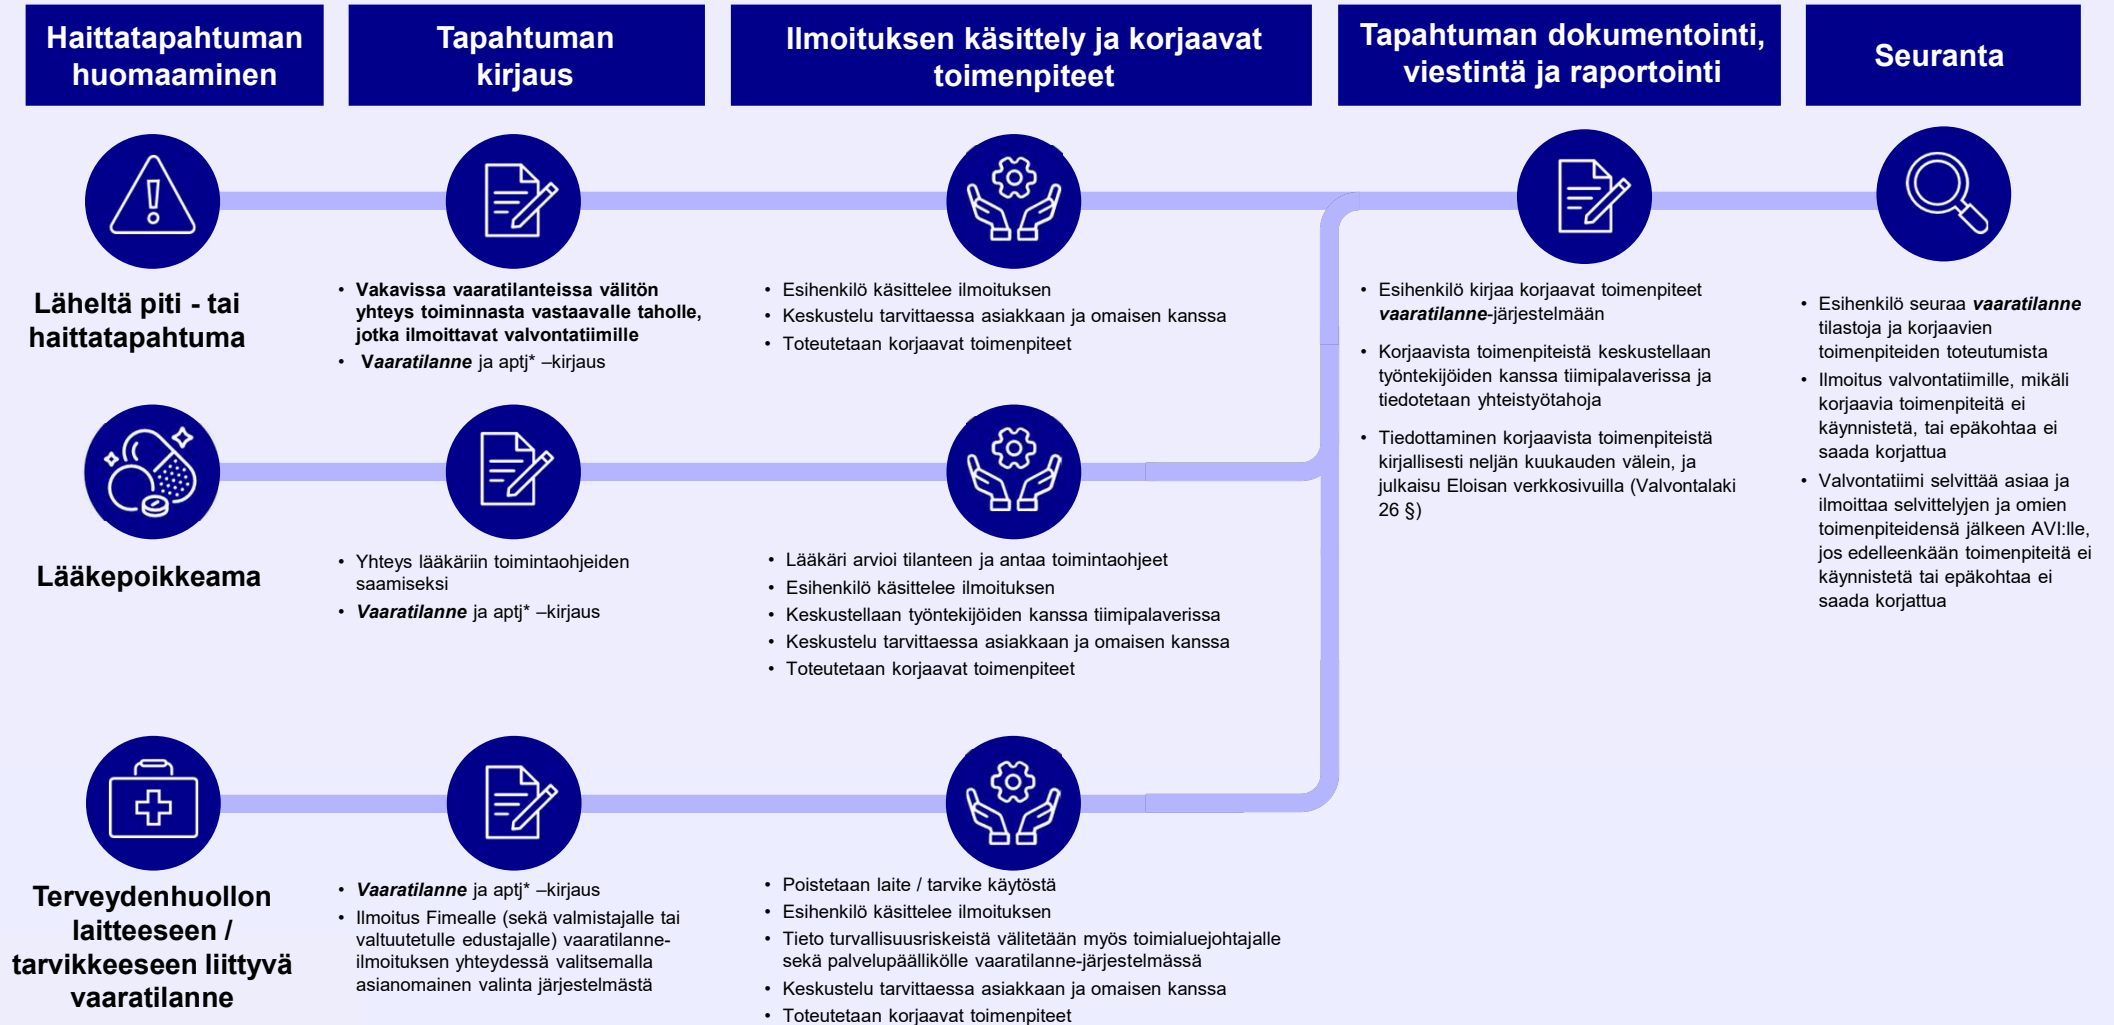 Haittatapahtuman
huomaaminen
Tapahtuman
kirjaus
Ilmoituksen käsittely ja korjaavat
toimenpiteet
Tapahtuman dokumentointi,
viestintä ja raportointi
Seuranta
Läheltä piti - tai
haittatapahtuma
• Vakavissa vaaratilanteissa välitön
yhteys toiminnasta vastaavalle taholle,
jotka ilmoittavat valvontatiimille
• Vaaratilanne ja aptj* –kirjaus
• Esihenkilö käsittelee ilmoituksen
• Keskustelu tarvittaessa asiakkaan ja omaisen kanssa
• Toteutetaan korjaavat toimenpiteet
• Esihenkilö kirjaa korjaavat toimenpiteet
vaaratilanne-järjestelmään
• Korjaavista toimenpiteistä keskustellaan
työntekijöiden kanssa tiimipalaverissa ja
tiedotetaan yhteistyötahoja
• Tiedottaminen korjaavista toimenpiteistä
kirjallisesti neljän kuukauden välein, ja
julkaisu Eloisan verkkosivuilla (Valvontalaki
26 §)
• Esihenkilö seuraa vaaratilanne
tilastoja ja korjaavien
toimenpiteiden toteutumista
• Ilmoitus valvontatiimille, mikäli
korjaavia toimenpiteitä ei
käynnistetä, tai epäkohtaa ei
saada korjattua
• Valvontatiimi selvittää asiaa ja
ilmoittaa selvittelyjen ja omien
toimenpiteidensä jälkeen AVI:lle,
jos edelleenkään toimenpiteitä ei
käynnistetä tai epäkohtaa ei
saada korjattua
Lääkepoikkeama
• Yhteys lääkäriin toimintaohjeiden
saamiseksi
• Vaaratilanne ja aptj* –kirjaus
• Lääkäri arvioi tilanteen ja antaa toimintaohjeet
• Esihenkilö käsittelee ilmoituksen
• Keskustellaan työntekijöiden kanssa tiimipalaverissa
• Keskustelu tarvittaessa asiakkaan ja omaisen kanssa
• Toteutetaan korjaavat toimenpiteet
Terveydenhuollon
laitteeseen /
tarvikkeeseen liittyvä
vaaratilanne
• Vaaratilanne ja aptj* –kirjaus
• Ilmoitus Fimealle (sekä valmistajalle tai
valtuutetulle edustajalle) vaaratilanne-
ilmoituksen yhteydessä valitsemalla
asianomainen valinta järjestelmästä
• Poistetaan laite / tarvike käytöstä
• Esihenkilö käsittelee ilmoituksen
• Tieto turvallisuusriskeistä välitetään myös toimialuejohtajalle
sekä palvelupäällikölle vaaratilanne-järjestelmässä
• Keskustelu tarvittaessa asiakkaan ja omaisen kanssa
• Toteutetaan korjaavat toimenpiteet